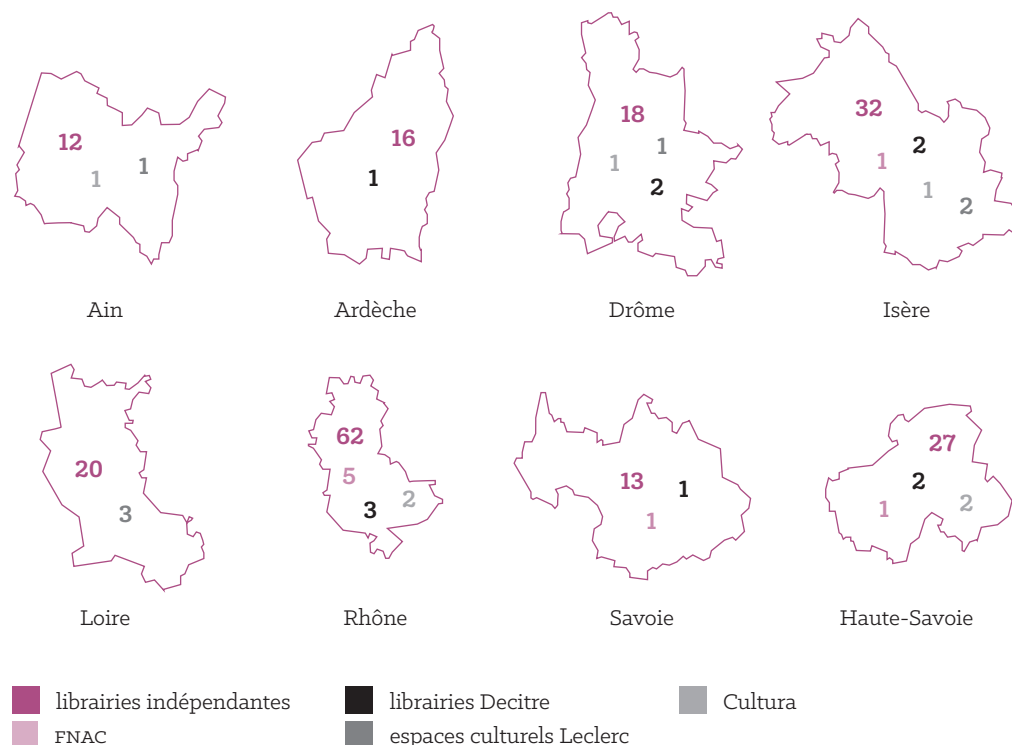 12
1
1
Ain
16
1
Ardèche
18
1
1
2
Drôme
32
2
1
1
2
Isère
20
3
Loire
62
5
3
2
Rhône
13
1
1
Savoie
27
2
1
2
Haute-Savoie
librairies indépendantes
librairies Decitre
Cultura
FNAC
espaces culturels Leclerc